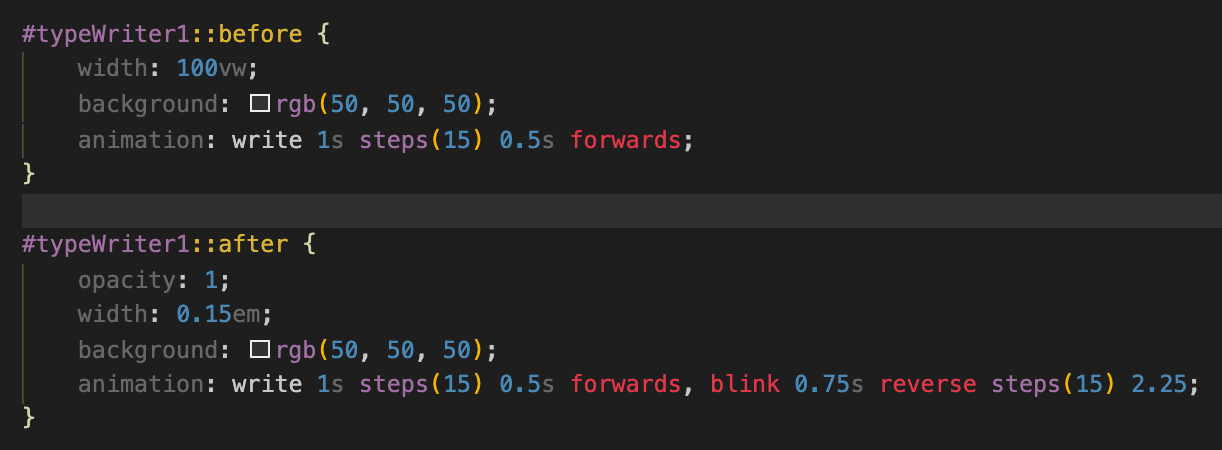 #typeWriter1::before {
    width: 100vw;
    background: rgb(50, 50, 50);
    animation: write 1s steps(15) 0.5s forwards;
}

#typeWriter1::after {
    opacity: 1;
    width: 0.15em;
    background: rgb(50, 50, 50);
    animation: write 1s steps(15) 0.5s forwards, blink 0.75s reverse steps(15) 2.25;
}